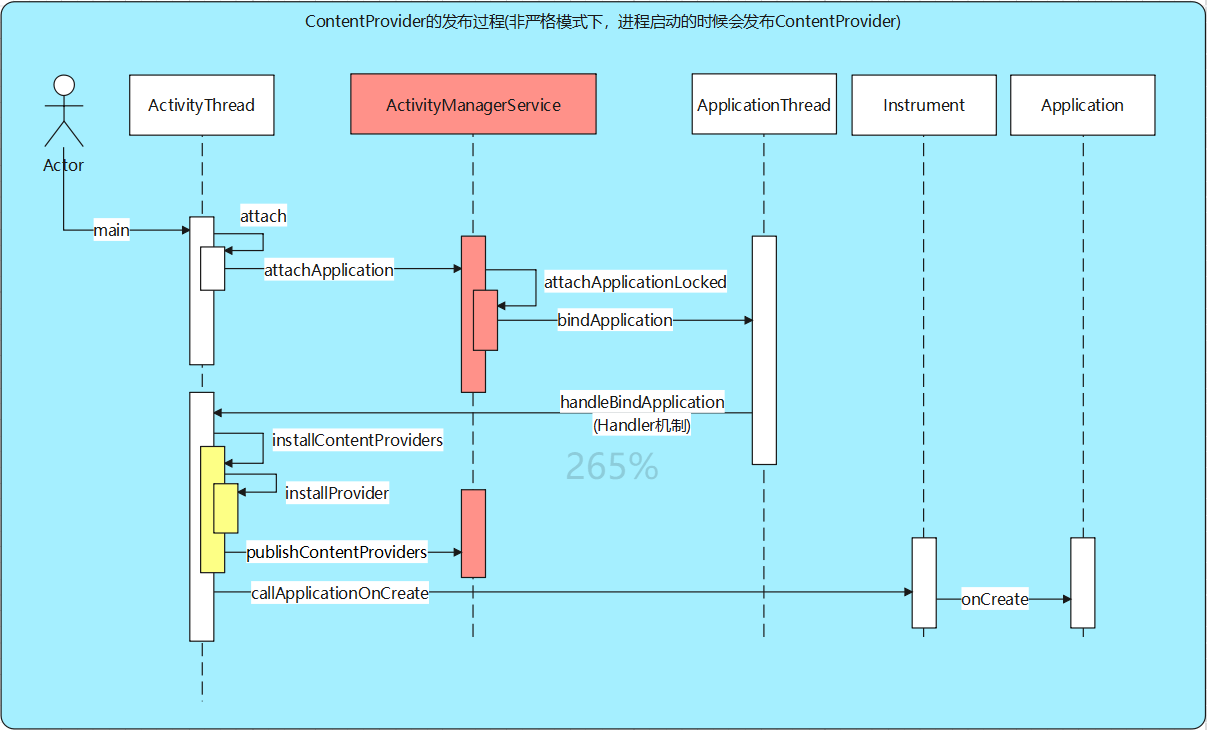 ContentProvider的发布过程(非严格模式下，进程启动的时候会发布ContentProvider)
ActivityThread
ActivityManagerService
ApplicationThread
Instrument
Application
Actor
attach
main
attachApplication
attachApplicationLocked
bindApplication
handleBindApplication
(Handler机制)
installContentProviders
265%
installProvider
publishContentProviders
callApplicationOnCreate
onCreate